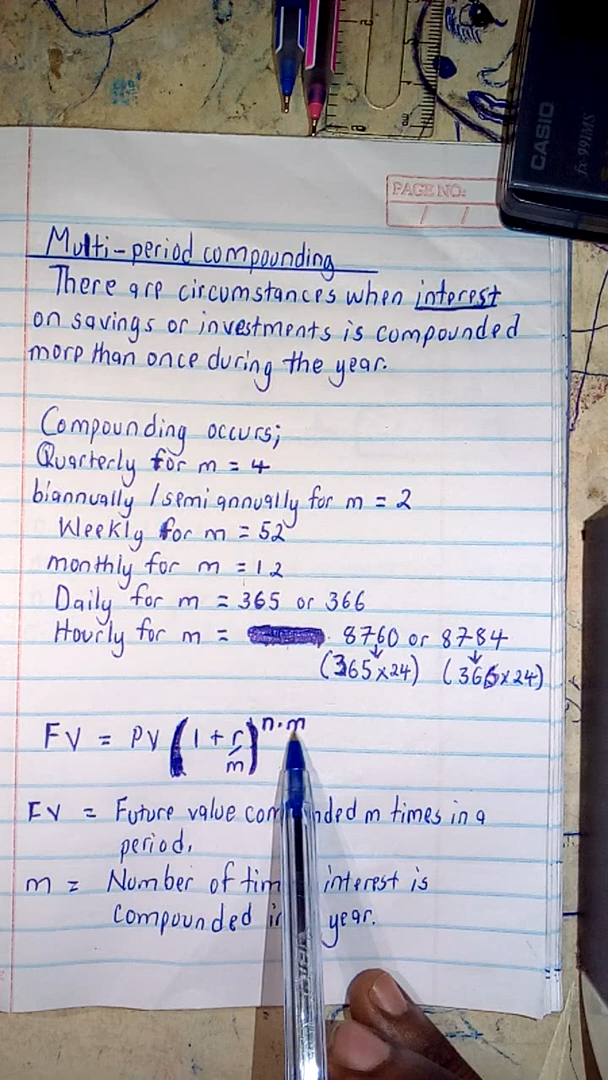 CASIO
fx-991MS
PAGE NO:
/ /
Multi-period compounding
There are circumstances when interest
on savings or investments is compounded
more than once during the year.
Compounding occurs;
Quarterly for m = 4
biannually / semi annually for m = 2
Weekly for m = 52
monthly for m = 12
Daily for m = 365 or 366
Hourly for m = 8760 or 8784
(365x24) (366x24)
FV = PV (1 + r/m)^n.m
FV = Future value m times in a
period.
m = Number of interest is
compounded year.